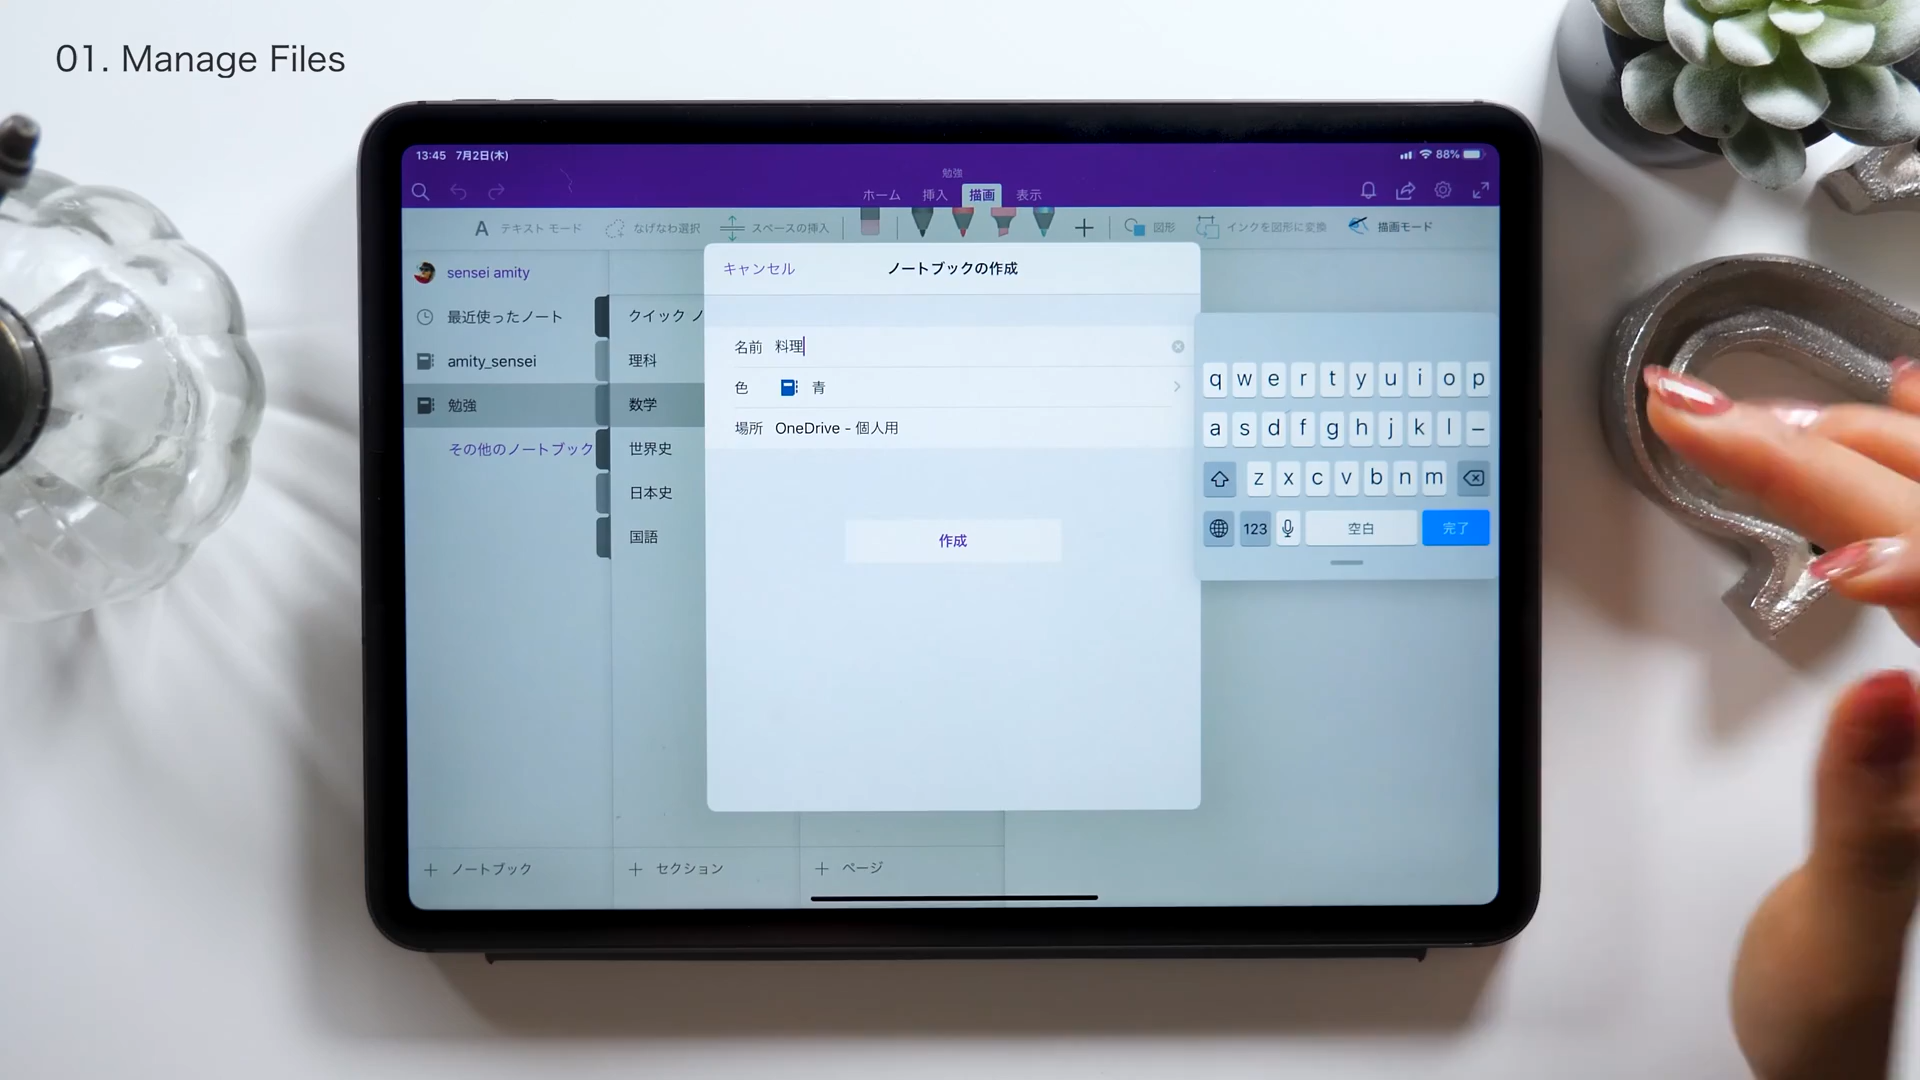 01. Manage Files
13:45 7月2日(木)
88%
勉強
ホーム 挿入 描画 表示
A テキスト モード なげなわ選択 スペースの挿入 図形 インクを図形に変換 描画モード
sensei amity
最近使ったノート
amity_sensei
勉強
その他のノートブック
クイック ノ
理科
数学
世界史
日本史
国語
キャンセル ノートブックの作成
名前 料理
色 青
場所 OneDrive - 個人用
作成
q w e r t y u i o p
a s d f g h j k l –
z x c v b n m
123 空白 完了
+ ノートブック
+ セクション
+ ページ